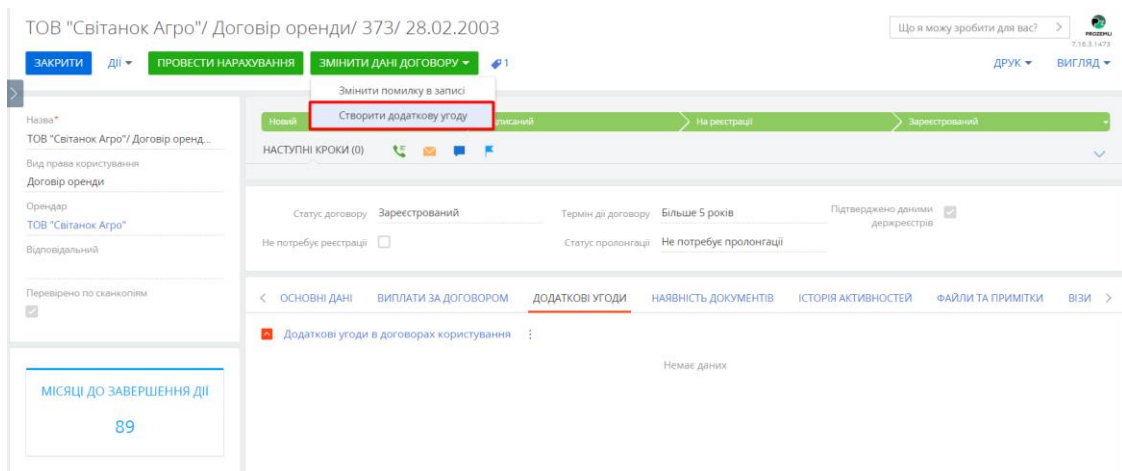 ТОВ "Світанок Агро"/ Договір оренди/ 373/ 28.02.2003
Що я можу зробити для вас?
PROZEMLI
7.16.3.1473
ЗАКРИТИ ДІЇ ПРОВЕСТИ НАРАХУВАННЯ ЗМІНИТИ ДАНІ ДОГОВОРУ 1 ДРУК ВИГЛЯД
Змінити помилку в записі
Створити додаткову угоду
Назва*
ТОВ "Світанок Агро"/ Договір оренд...
Вид права користування
Договір оренди
Орендар
ТОВ "Світанок Агро"
Відповідальний
Перевірено по сканкопіям
МІСЯЦІ ДО ЗАВЕРШЕННЯ ДІЇ
89
Новий На реєстрації Зареєстрований
НАСТУПНІ КРОКИ (0)
Статус договору Зареєстрований Термін дії договору Більше 5 років Підтверджено даними держреєстрів
Не потребує реєстрації Статус пролонгації Не потребує пролонгації
ОСНОВНІ ДАНІ ВИПЛАТИ ЗА ДОГОВОРОМ ДОДАТКОВІ УГОДИ НАЯВНІСТЬ ДОКУМЕНТІВ ІСТОРІЯ АКТИВНОСТЕЙ ФАЙЛИ ТА ПРИМІТКИ ВІЗИ
Додаткові угоди в договорах користування
Немає даних